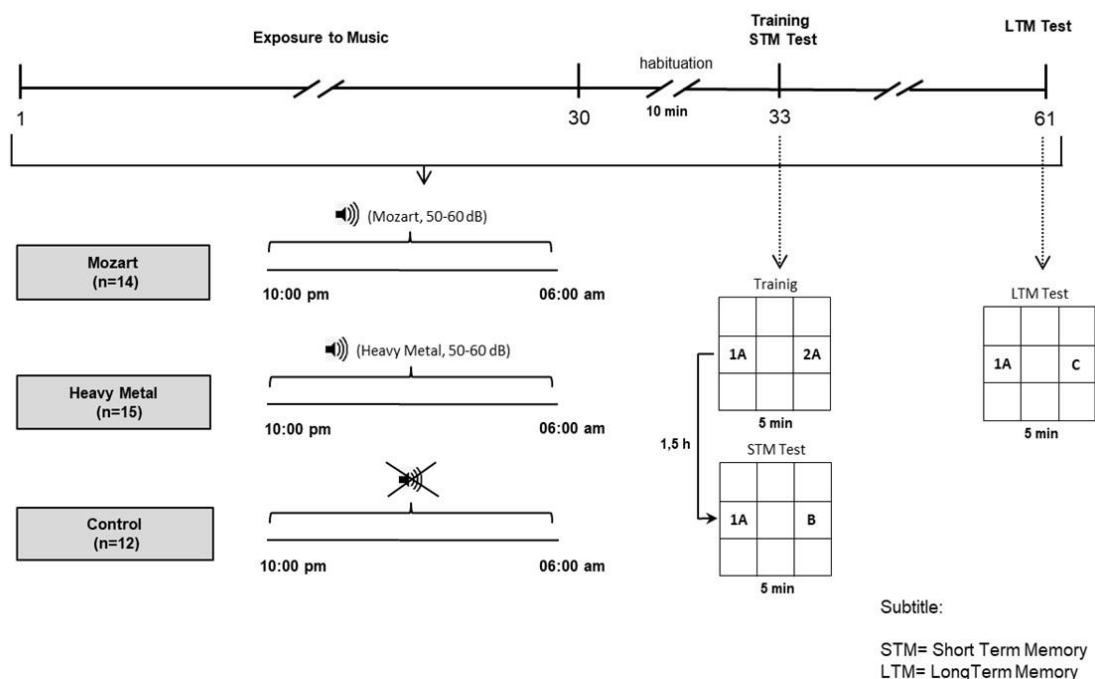 Exposure to Music
Training
STM Test
LTM Test
habituation
10 min
1
30
33
61
(Mozart, 50-60 dB)
Mozart
(n=14)
10:00 pm
06:00 am
(Heavy Metal, 50-60 dB)
Heavy Metal
(n=15)
10:00 pm
06:00 am
Control
(n=12)
10:00 pm
06:00 am
Trainig
1A
2A
5 min
1,5 h
STM Test
1A
B
5 min
LTM Test
1A
C
5 min
Subtitle:
STM= Short Term Memory
LTM= LongTerm Memory